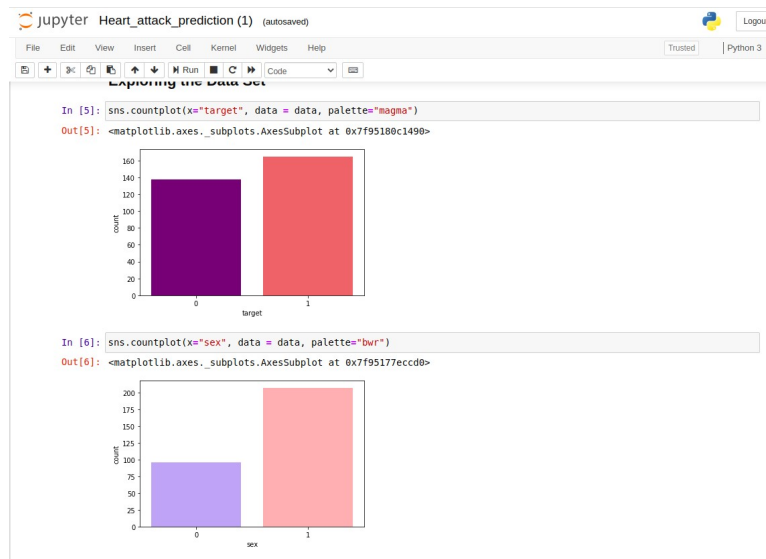 jupyter Heart_attack_prediction (1) (autosaved)
Logou
File Edit View Insert Cell Kernel Widgets Help
Trusted Python 3
Run Code
Exploring the Data Set
In [5]: sns.countplot(x="target", data = data, palette="magma")
Out[5]: <matplotlib.axes._subplots.AxesSubplot at 0x7f95180c1490>
160
140
120
100
80
60
40
20
0
count
0 1
target
In [6]: sns.countplot(x="sex", data = data, palette="bwr")
Out[6]: <matplotlib.axes._subplots.AxesSubplot at 0x7f95177eccd0>
200
175
150
125
100
75
50
25
0
count
0 1
sex